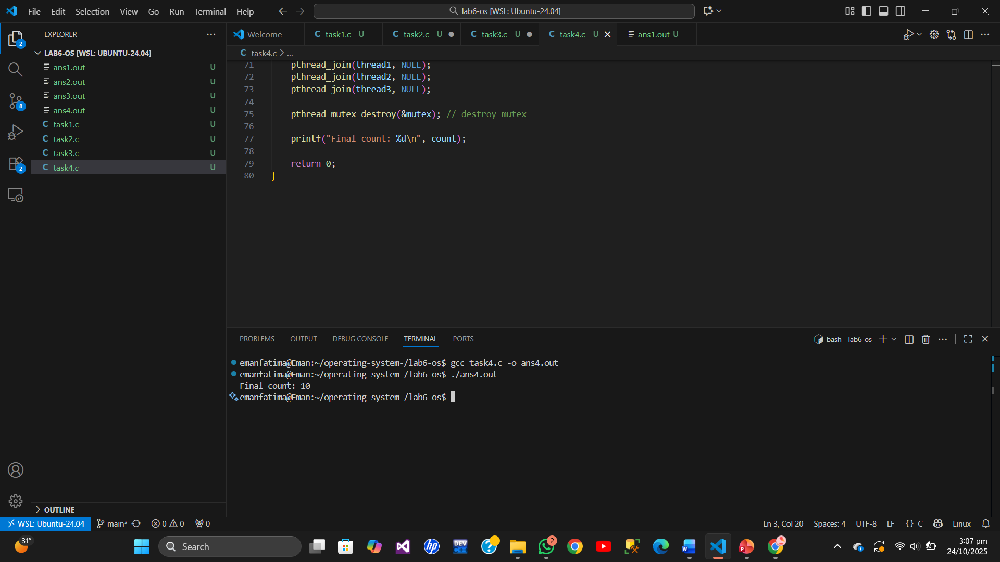 File Edit Selection View Go Run Terminal Help
lab6-os [WSL: Ubuntu-24.04]
EXPLORER
LAB6-OS [WSL: UBUNTU-24.04]
ans1.out U
ans2.out U
ans3.out U
ans4.out U
task1.c U
task2.c U
task3.c U
task4.c U
OUTLINE
2
8
2
Welcome
C task1.c U
C task2.c U
C task3.c U
C task4.c U
ans1.out U
C task4.c > ...
71 pthread_join(thread1, NULL);
72 pthread_join(thread2, NULL);
73 pthread_join(thread3, NULL);
74
75 pthread_mutex_destroy(&mutex); // destroy mutex
76
77 printf("Final count: %d\n", count);
78
79 return 0;
80 }
PROBLEMS OUTPUT DEBUG CONSOLE TERMINAL PORTS
bash - lab6-os
emanfatima@Eman:~/operating-system-/lab6-os$ gcc task4.c -o ans4.out
emanfatima@Eman:~/operating-system-/lab6-os$ ./ans4.out
Final count: 10
emanfatima@Eman:~/operating-system-/lab6-os$
WSL: Ubuntu-24.04 main* 0 0 0
Ln 3, Col 20 Spaces: 4 UTF-8 LF {} C Linux
31°
Search
hp
DEV C++
2
W
P
3:07 pm
24/10/2025